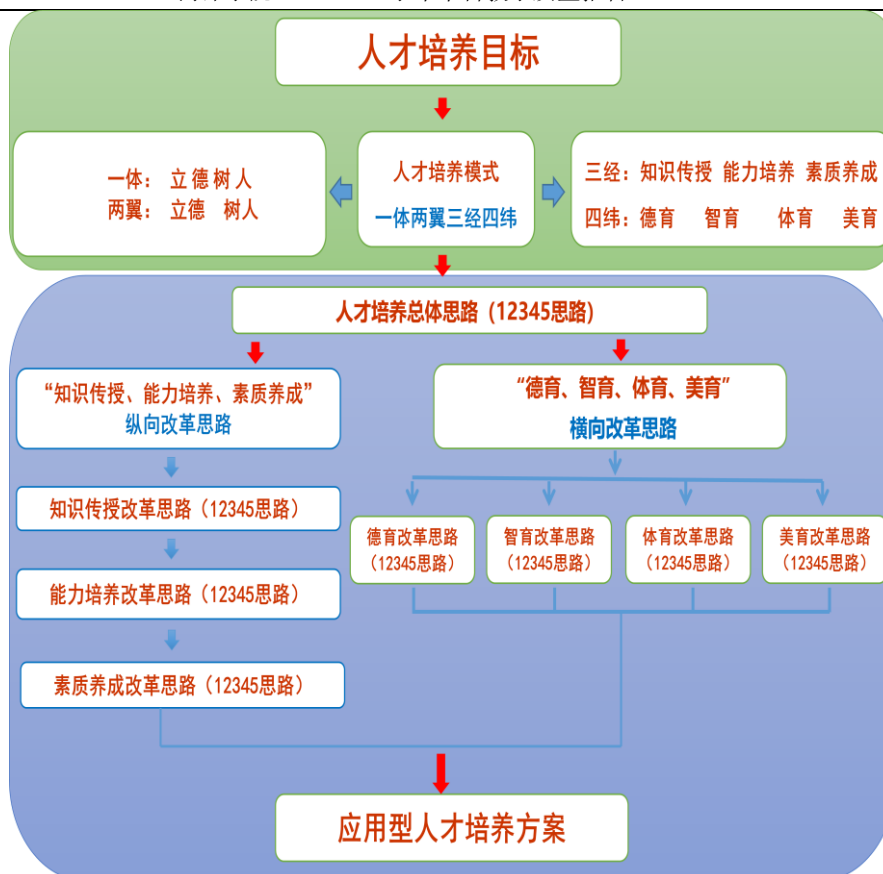 人才培养目标
一体： 立德树人
两翼： 立德 树人
人才培养模式
一体两翼三经四纬
三经：知识传授 能力培养 素质养成
四纬：德育 智育 体育 美育
人才培养总体思路（12345思路）
“知识传授、能力培养、素质养成”
纵向改革思路
“德育、智育、体育、美育”
横向改革思路
知识传授改革思路（12345思路）
能力培养改革思路（12345思路）
素质养成改革思路（12345思路）
德育改革思路
（12345思路）
智育改革思路
（12345思路）
体育改革思路
（12345思路）
美育改革思路
（12345思路）
应用型人才培养方案